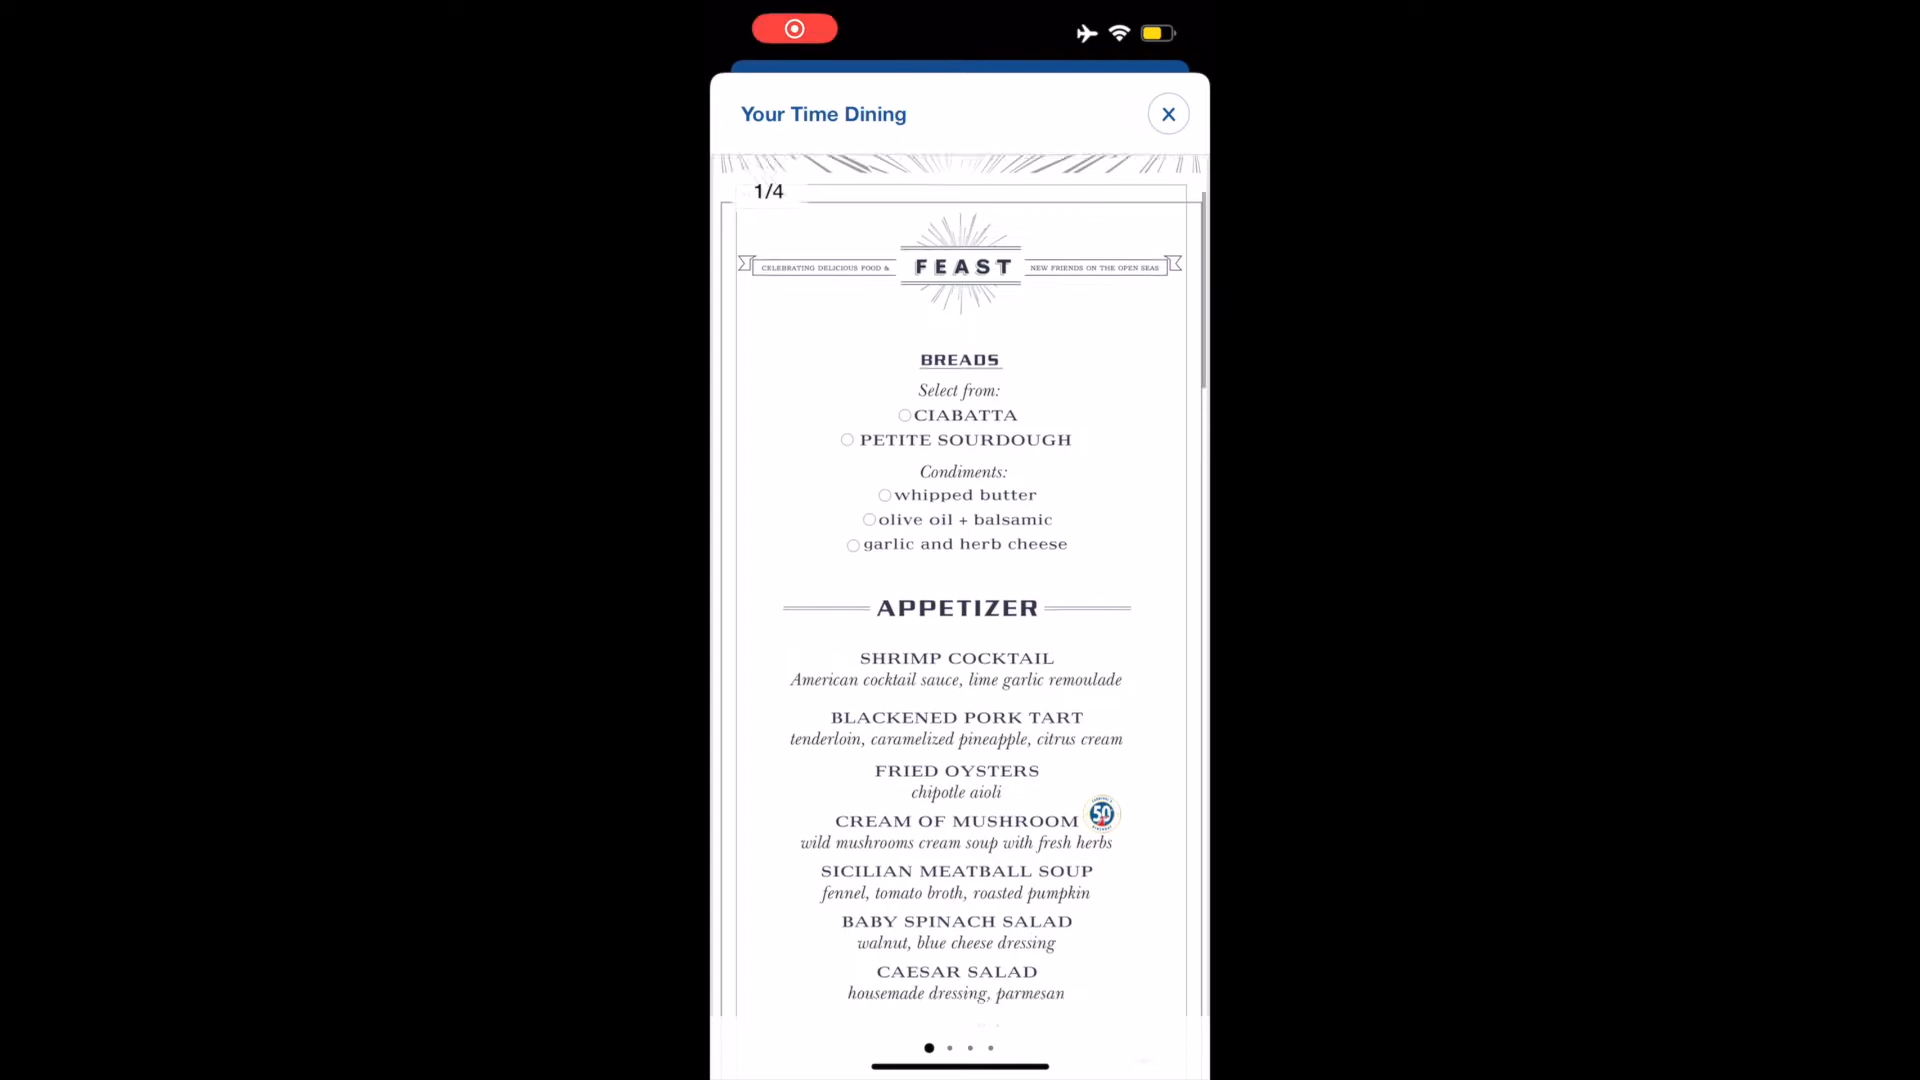 Your Time Dining
1/4
CELEBRATING DELICIOUS FOOD & FEAST NEW FRIENDS ON THE OPEN SEAS
BREADS
Select from:
CIABATTA
PETITE SOURDOUGH
Condiments:
whipped butter
olive oil + balsamic
garlic and herb cheese
APPETIZER
SHRIMP COCKTAIL
American cocktail sauce, lime garlic remoulade
BLACKENED PORK TART
tenderloin, caramelized pineapple, citrus cream
FRIED OYSTERS
chipotle aioli
50
CREAM OF MUSHROOM
wild mushrooms cream soup with fresh herbs
SICILIAN MEATBALL SOUP
fennel, tomato broth, roasted pumpkin
BABY SPINACH SALAD
walnut, blue cheese dressing
CAESAR SALAD
housemade dressing, parmesan